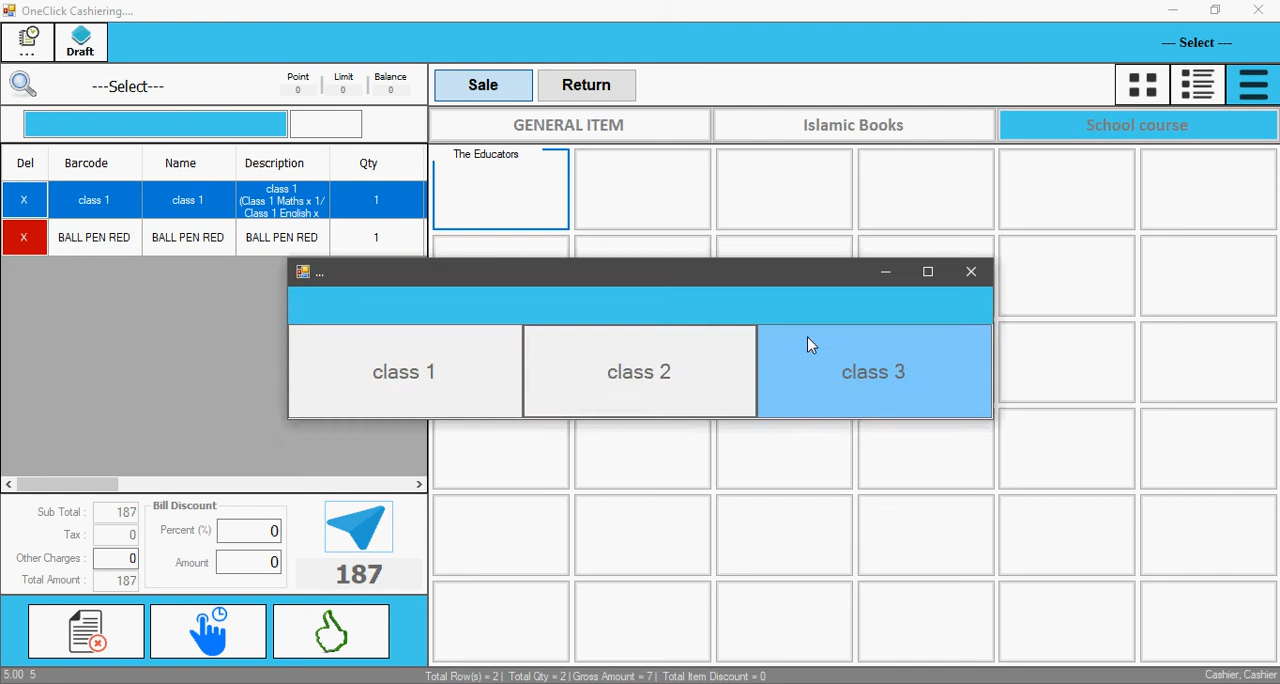 OneClick Cashiering....
...
Draft
--- Select ---
---Select---
Point
Limit
Balance
0
0
0
Sale
Return
GENERAL ITEM
Islamic Books
School course
Del
Barcode
Name
Description
Qty
X
class 1
class 1
class 1
(Class 1 Maths x 1/
Class 1 English x
1
X
BALL PEN RED
BALL PEN RED
BALL PEN RED
1
The Educators
...
class 1
class 2
class 3
Sub Total :
187
Tax :
0
Other Charges :
0
Total Amount :
187
Bill Discount
Percent (%)
0
Amount
0
187
5.00 5
Total Row(s) = 2 | Total Qty = 2 | Gross Amount = 7 | Total Item Discount = 0
Cashier, Cashier